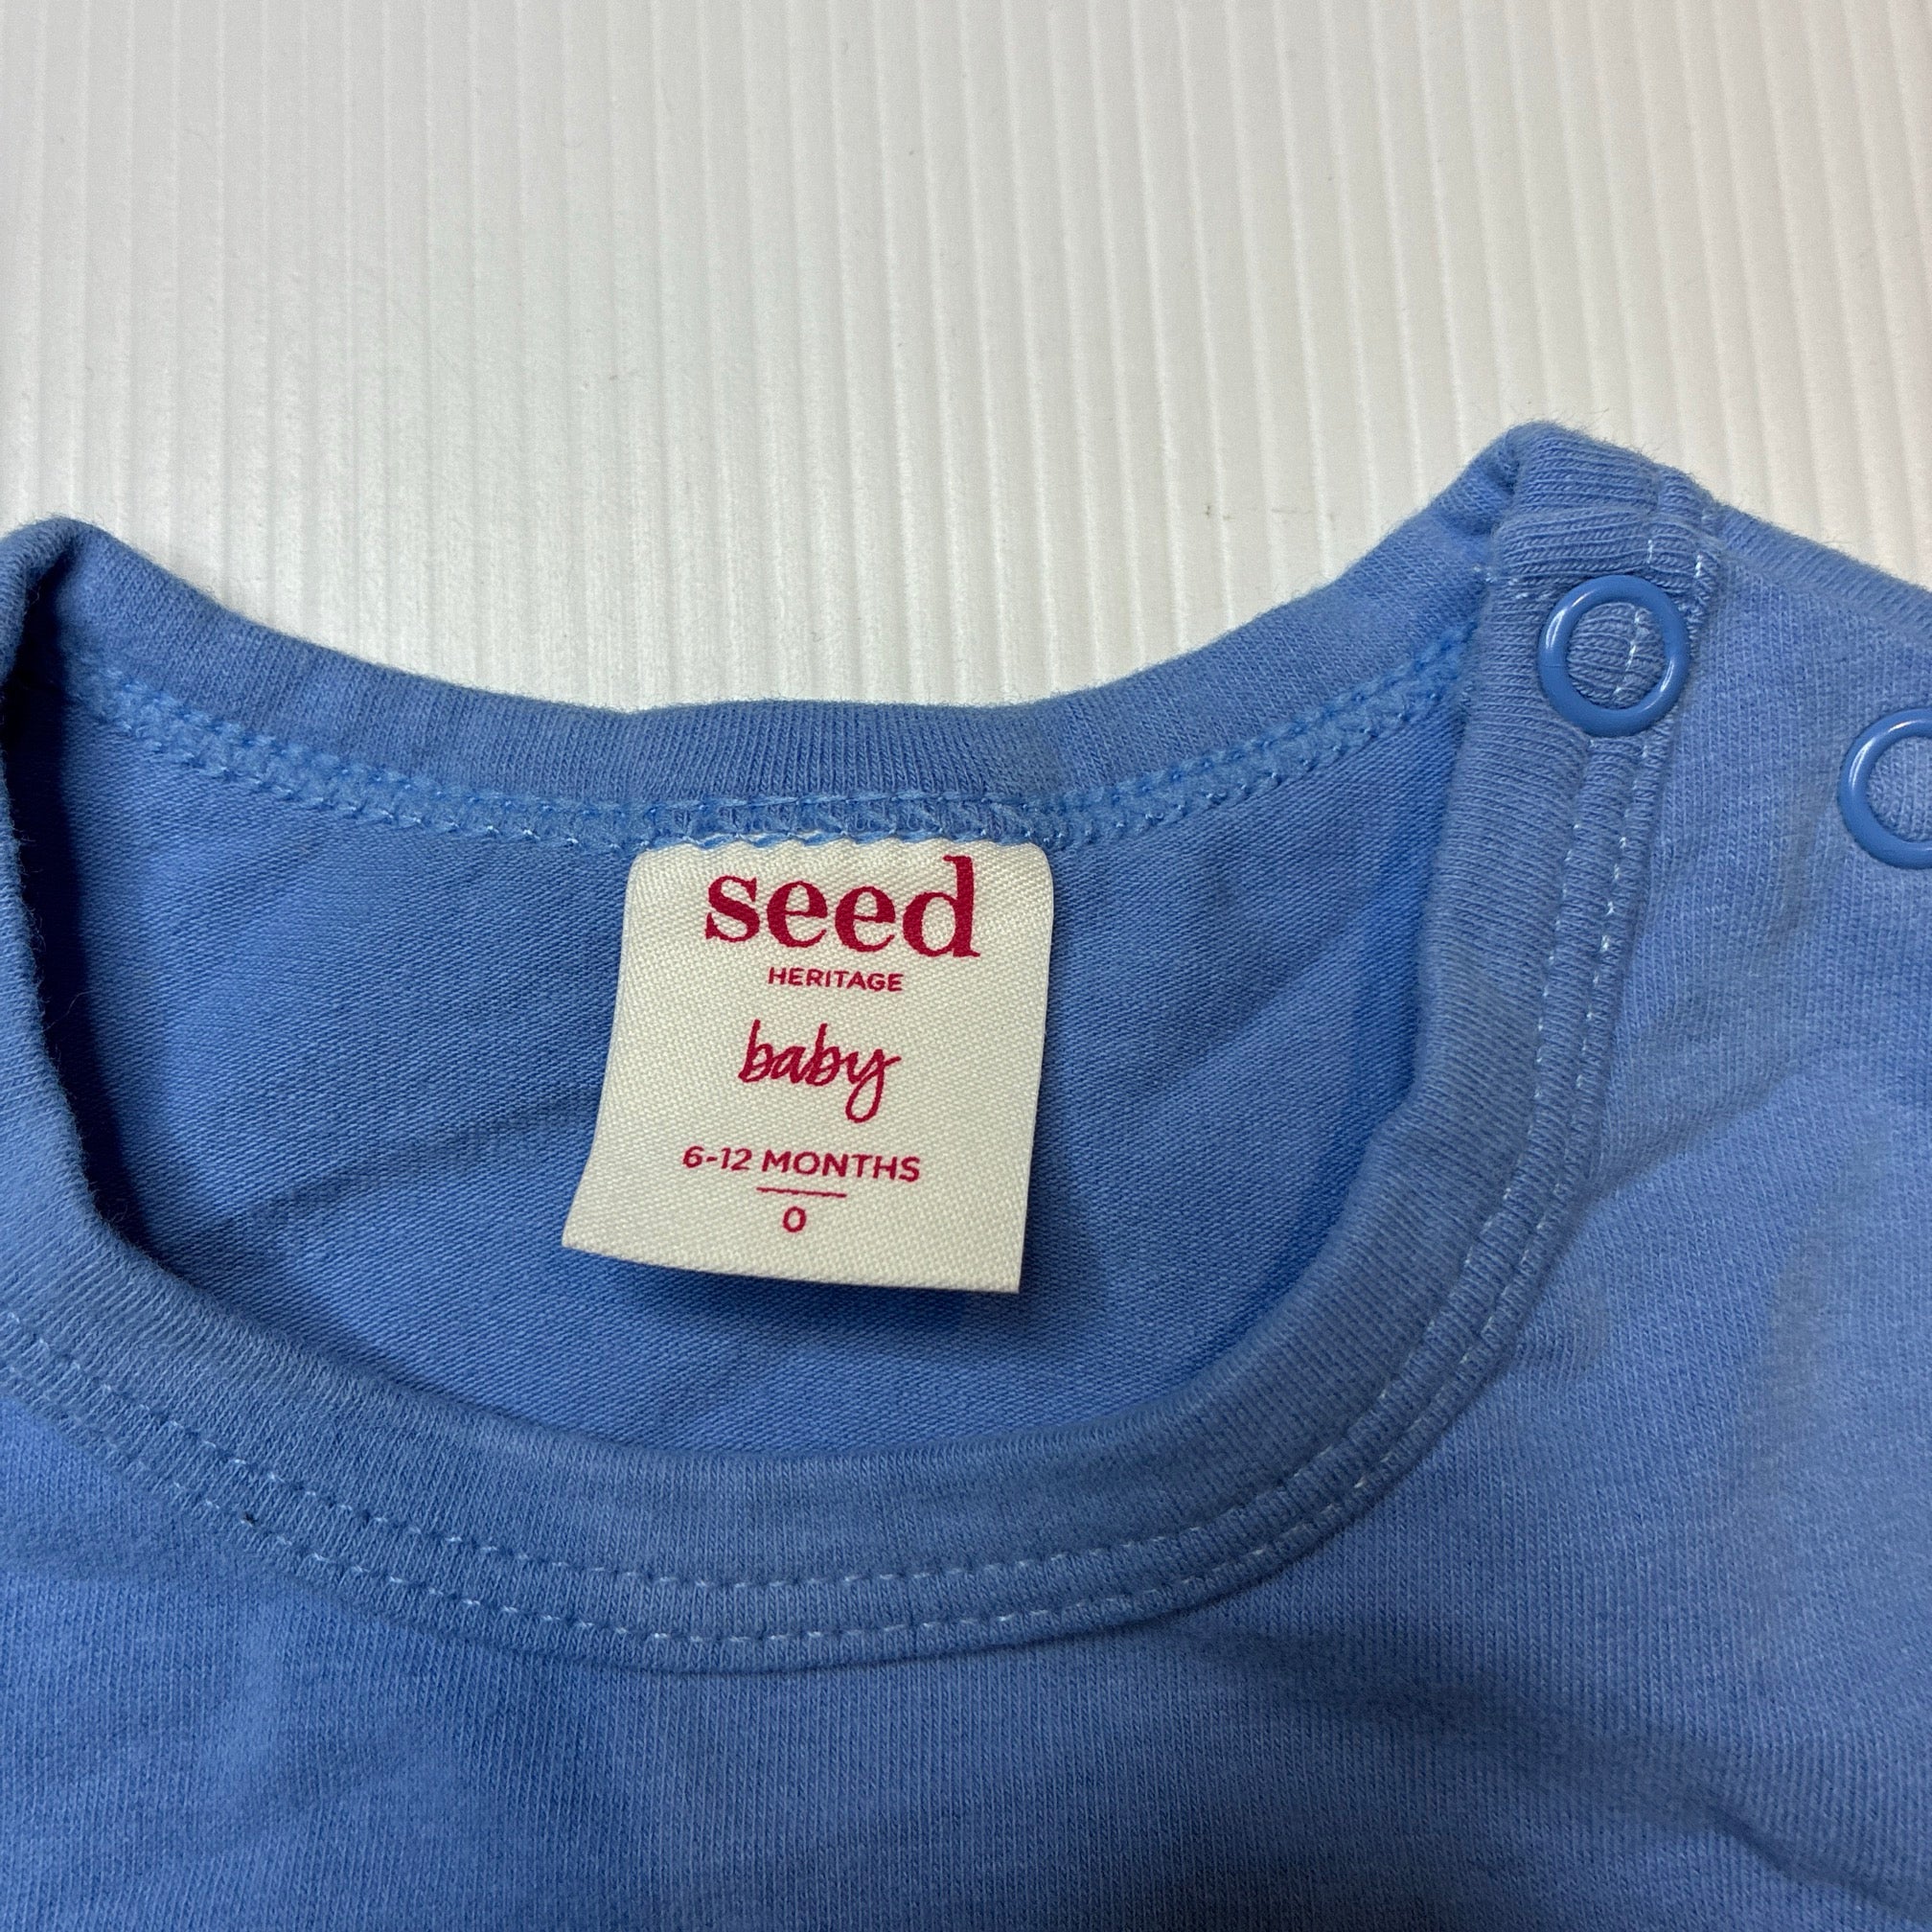 seed
HERITAGE
baby
6-12 MONTHS
0